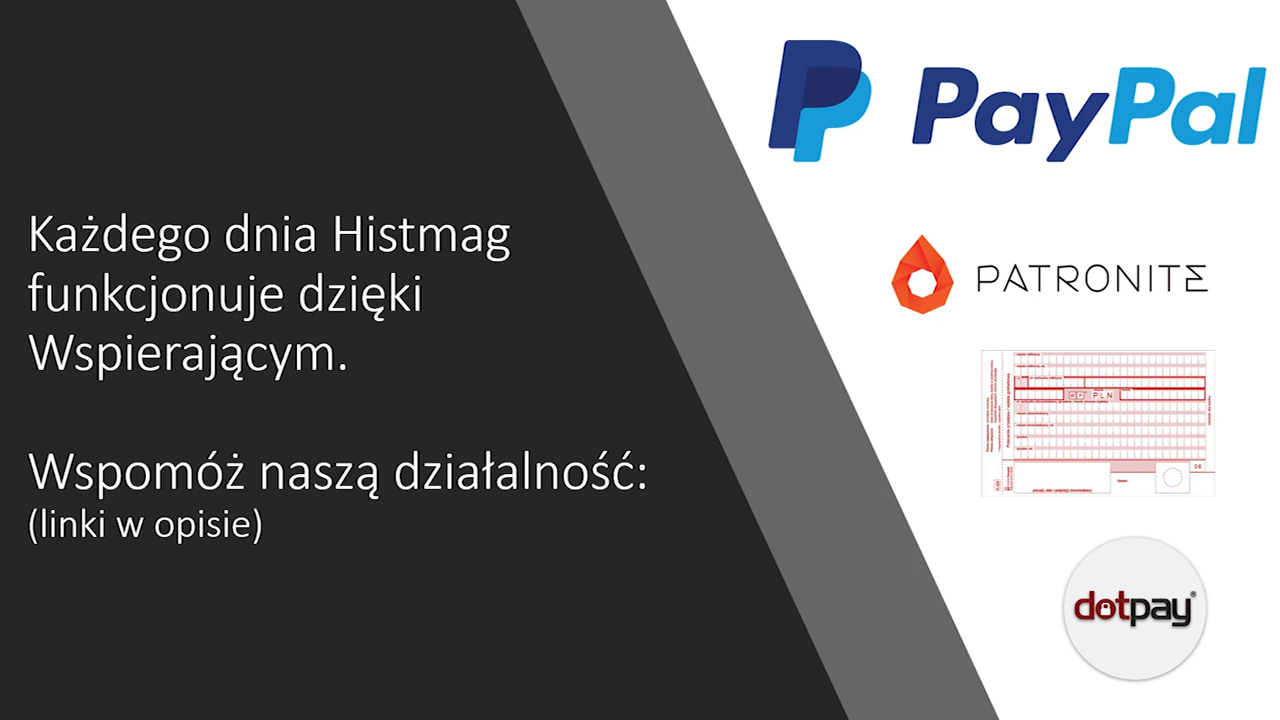 Każdego dnia Histmag
funkcjonuje dzięki
Wspierającym.
Wspomóż naszą działalność:
(linki w opisie)
PayPal
PATRONITE
PLN
dotpay®